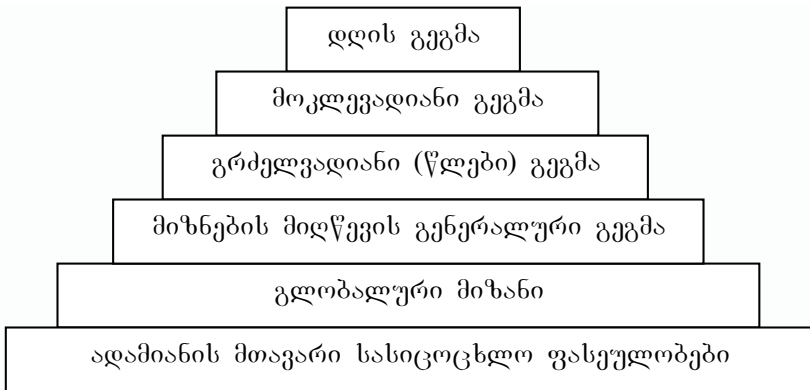 დღის გეგმა
მოკლევადიანი გეგმა
გრძელვადიანი (წლები) გეგმა
მიზნების მიღწევის გენერალური გეგმა
გლობალური მიზანი
ადამიანის მთავარი სასიცოცხლო ფასეულობები